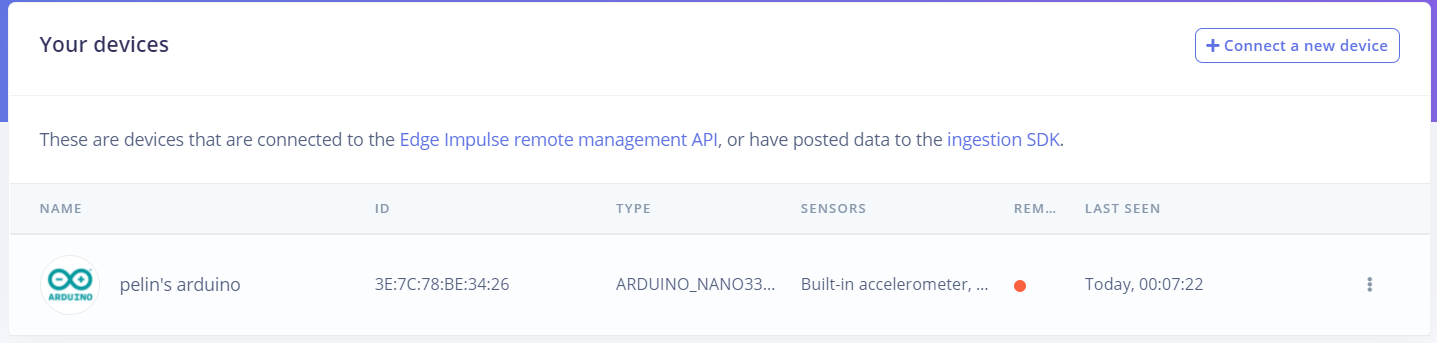 Your devices
+ Connect a new device
These are devices that are connected to the Edge Impulse remote management API, or have posted data to the ingestion SDK.
NAME ID TYPE SENSORS REM... LAST SEEN
ARDUINO pelin's arduino 3E:7C:78:BE:34:26 ARDUINO_NANO33... Built-in accelerometer, ... Today, 00:07:22